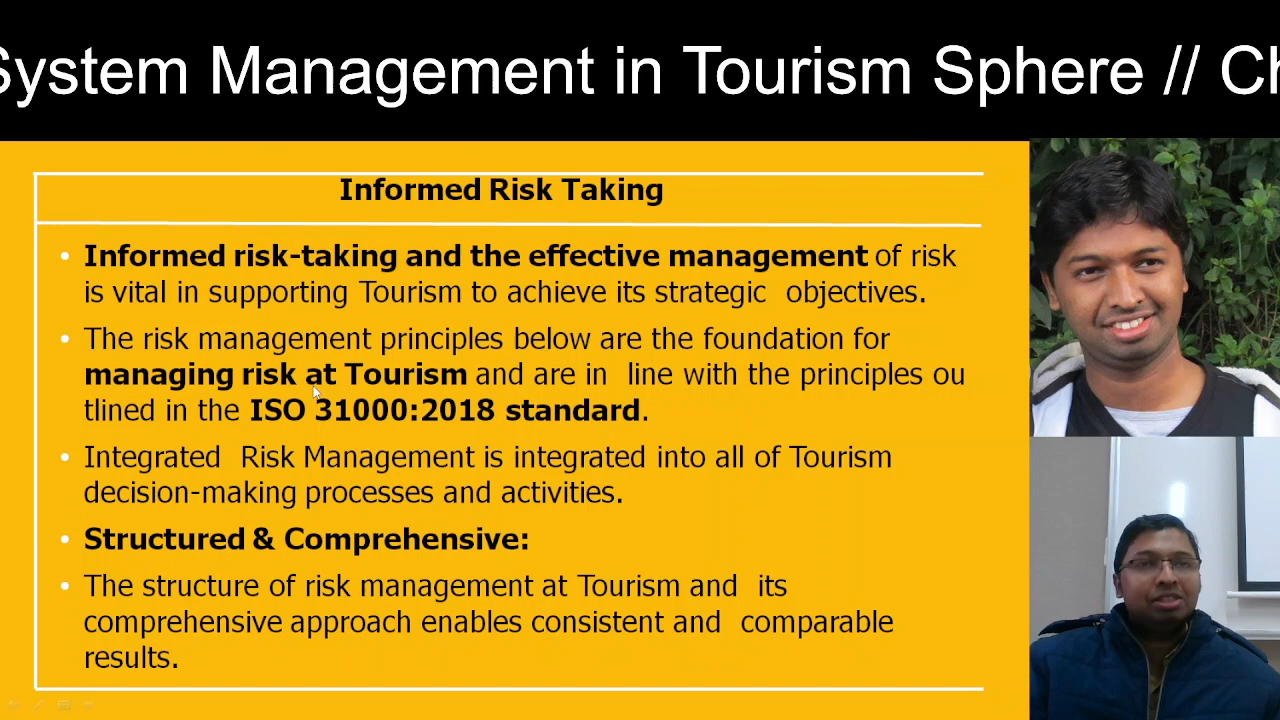 System Management in Tourism Sphere // Ch
Informed Risk Taking
Informed risk-taking and the effective management of risk
is vital in supporting Tourism to achieve its strategic objectives.
The risk management principles below are the foundation for
managing risk at Tourism and are in line with the principles ou
tlined in the ISO 31000:2018 standard.
Integrated Risk Management is integrated into all of Tourism
decision-making processes and activities.
Structured & Comprehensive:
The structure of risk management at Tourism and its
comprehensive approach enables consistent and comparable
results.